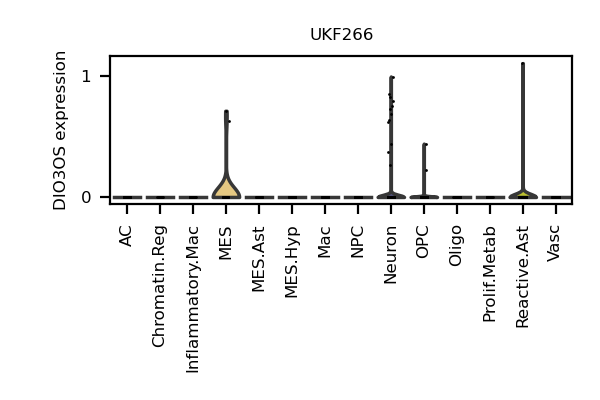 UKF266
DIO3OS expression
1
0
AC
Chromatin.Reg
Inflammatory.Mac
MES
MES.Ast
MES.Hyp
Mac
NPC
Neuron
OPC
Oligo
Prolif.Metab
Reactive.Ast
Vasc